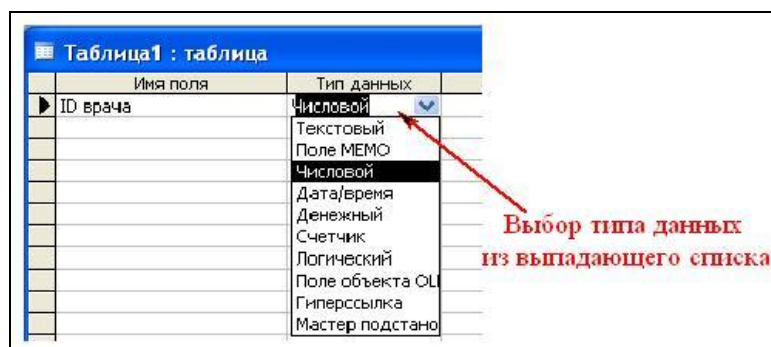 Таблица1 : таблица
Имя поля Тип данных
ID врача Числовой
Текстовый
Поле МЕМО
Числовой
Дата/время
Денежный
Счетчик
Логический
Поле объекта OLI
Гиперссылка
Мастер подстано
Выбор типа данных
из выпадающего списка